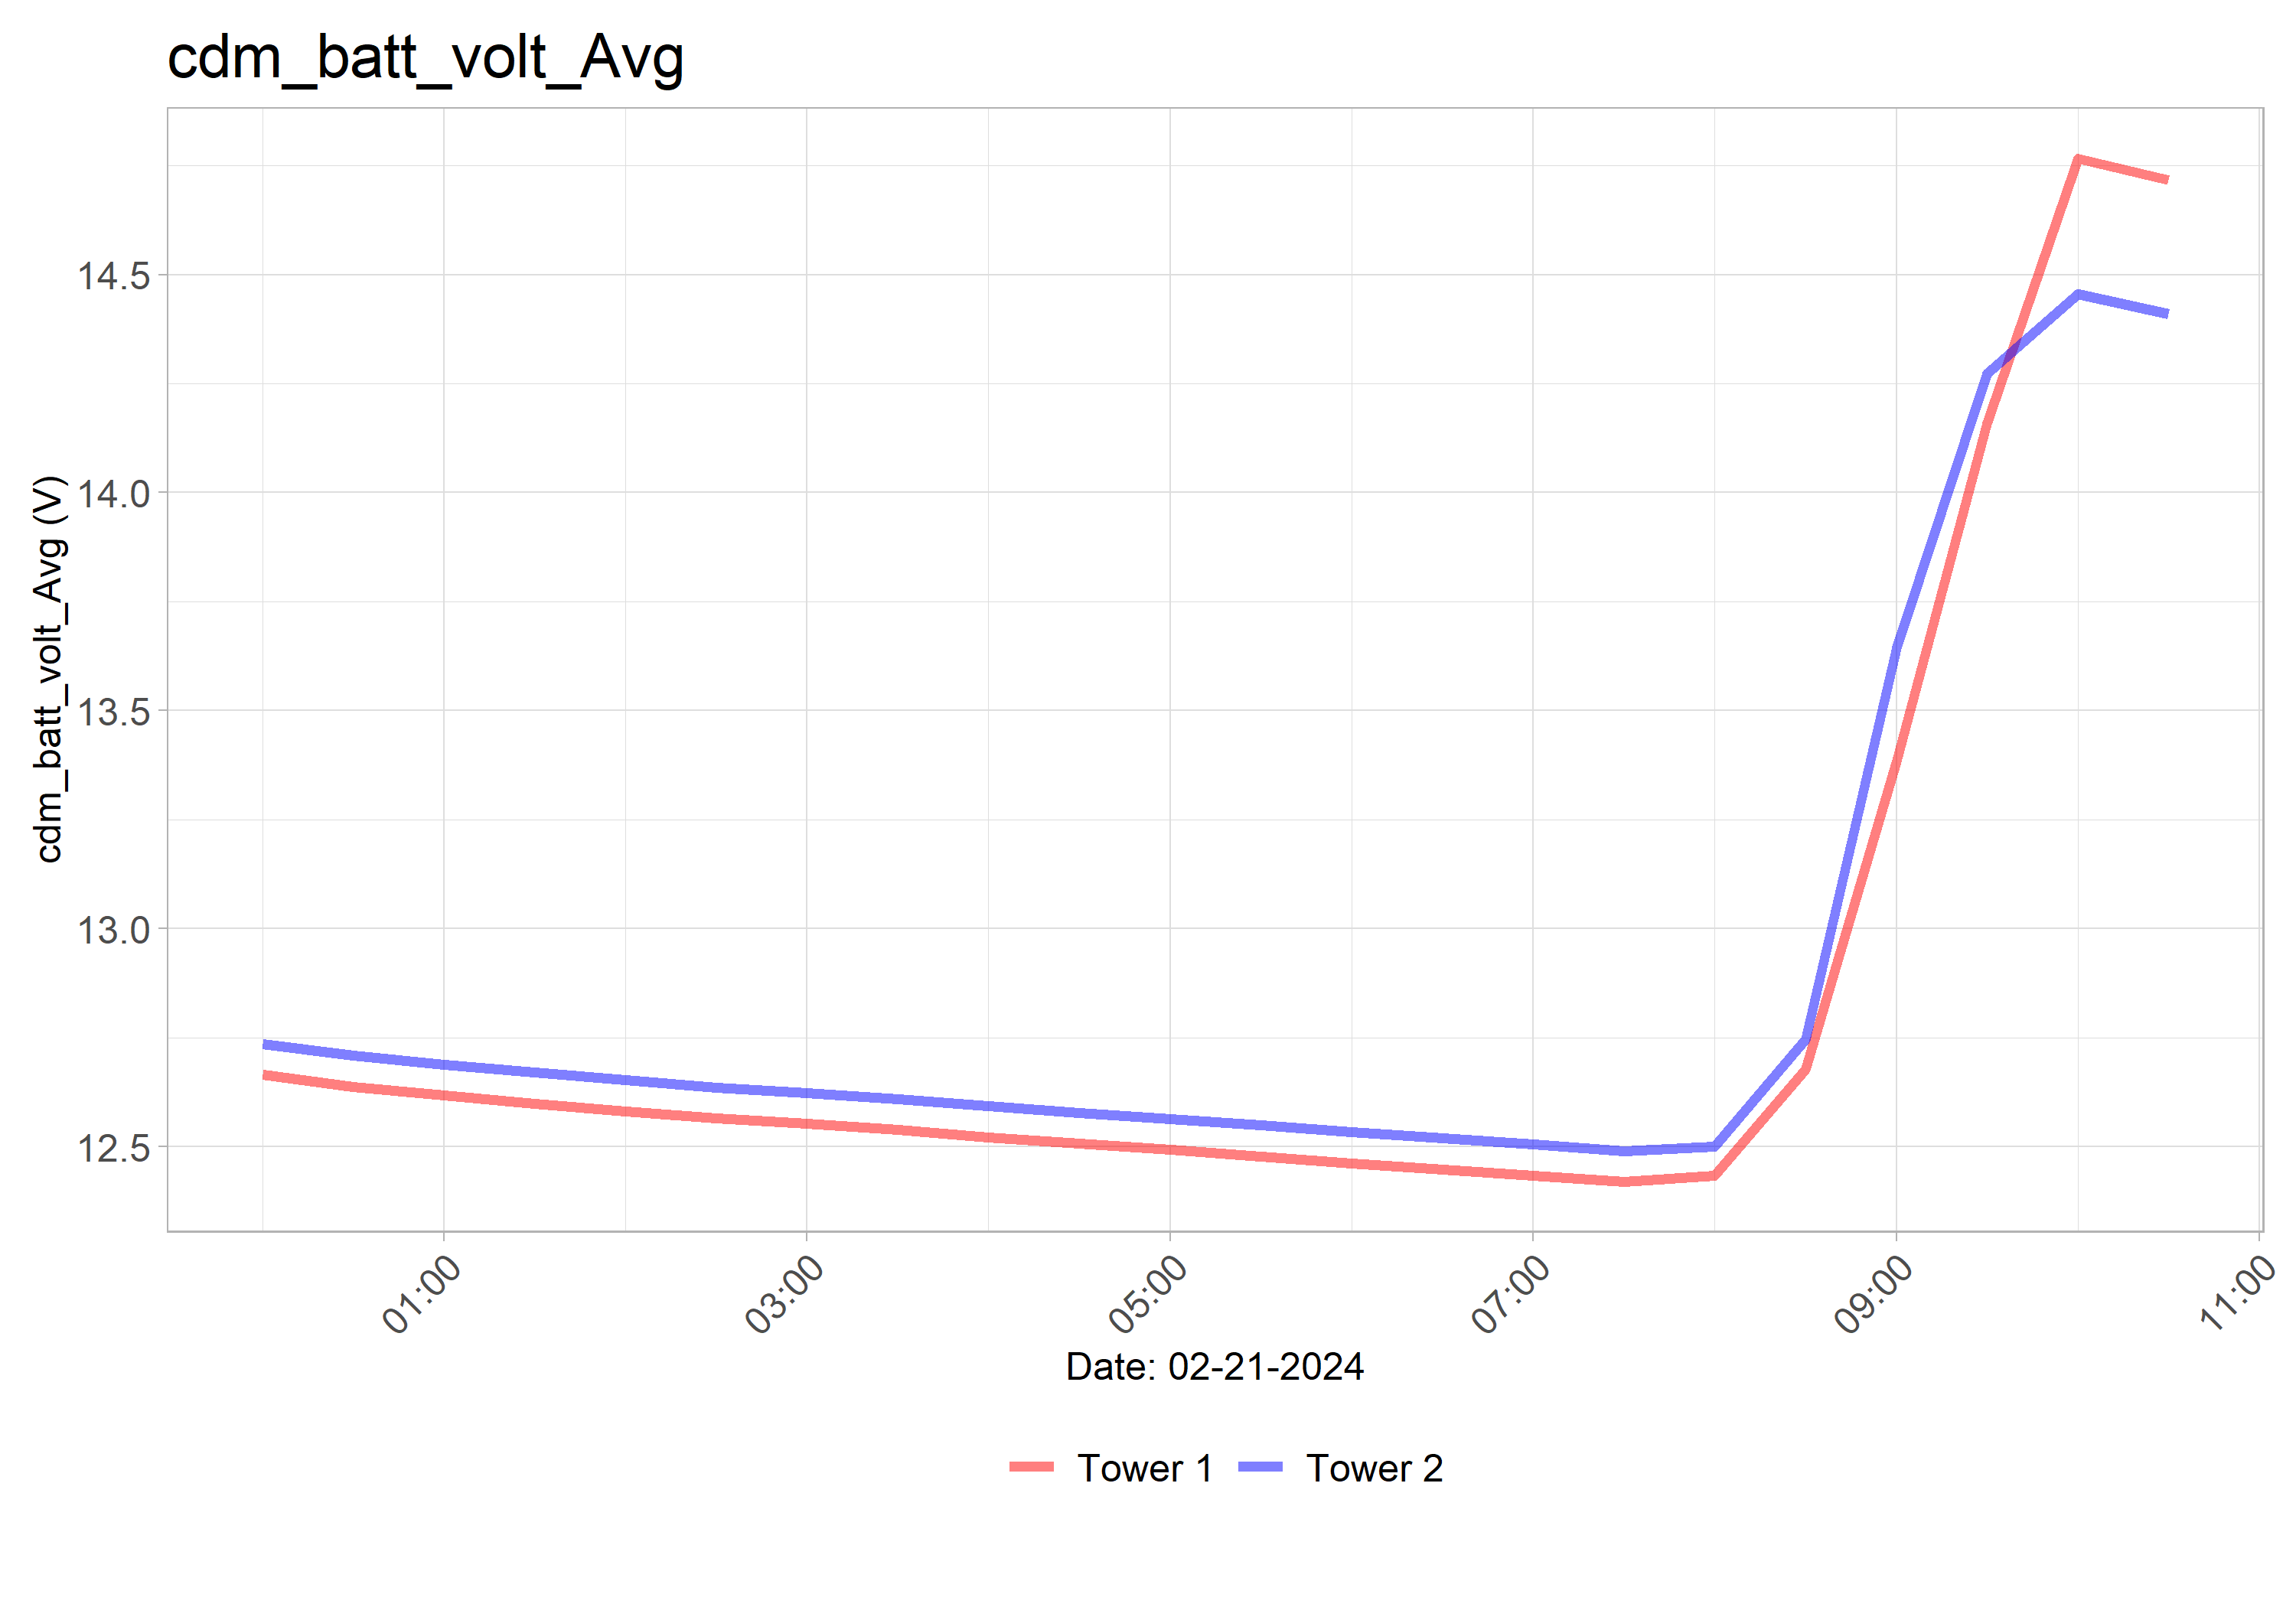 cdm_batt_volt_Avg
cdm_batt_volt_Avg (V)
14.5
14.0
13.5
13.0
12.5
01:00
03:00
05:00
07:00
09:00
11:00
Date: 02-21-2024
Tower 1
Tower 2